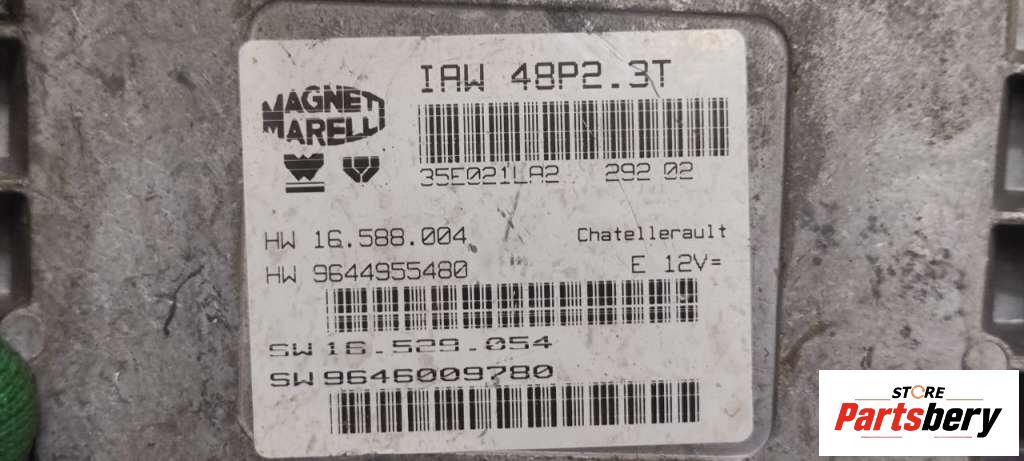 IAW 48P2.3T
MAGNETI
MARELLI
35E021LA2 292 02
HW 16.588.004 Chatellerault
HW 9644955480 E 12V=
SW 16.529.054
SW 9646009780
STORE
Partsbery